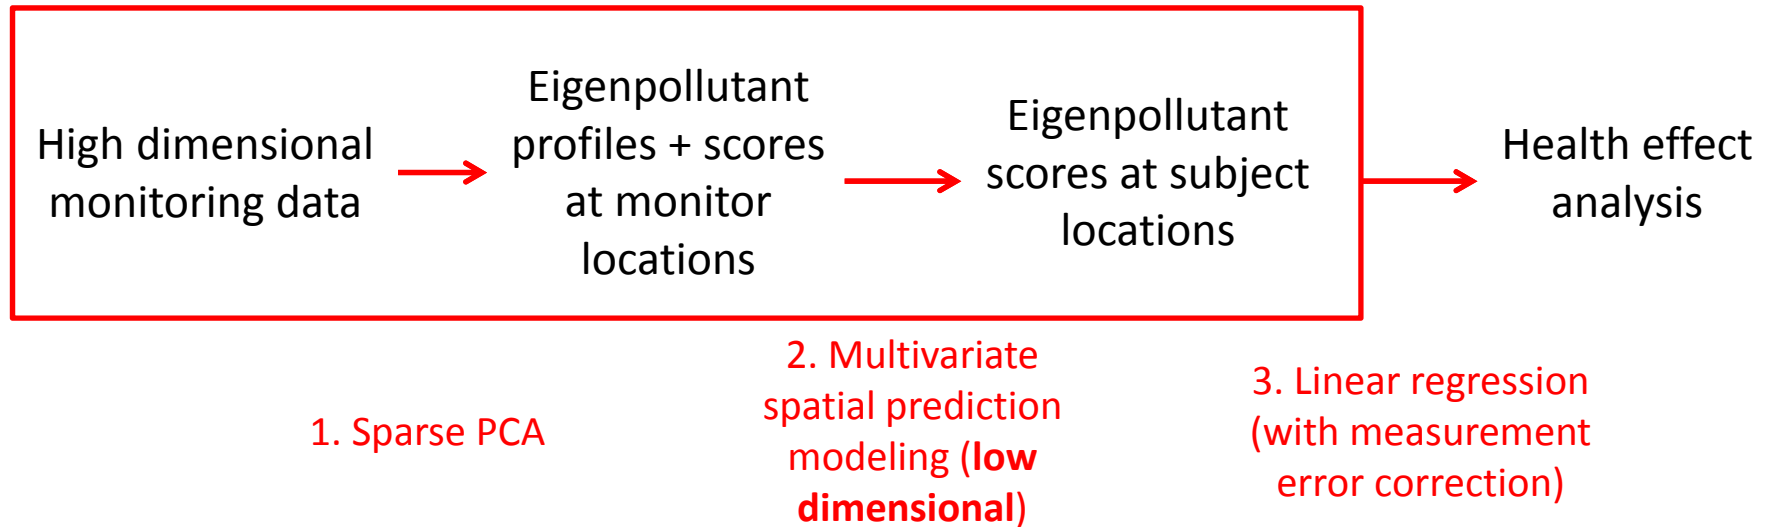 High dimensional
monitoring data
Eigenpollutant
profiles + scores
at monitor
locations
Eigenpollutant
scores at subject
locations
Health effect
analysis
1. Sparse PCA
2. Multivariate
spatial prediction
modeling (low
dimensional)
3. Linear regression
(with measurement
error correction)